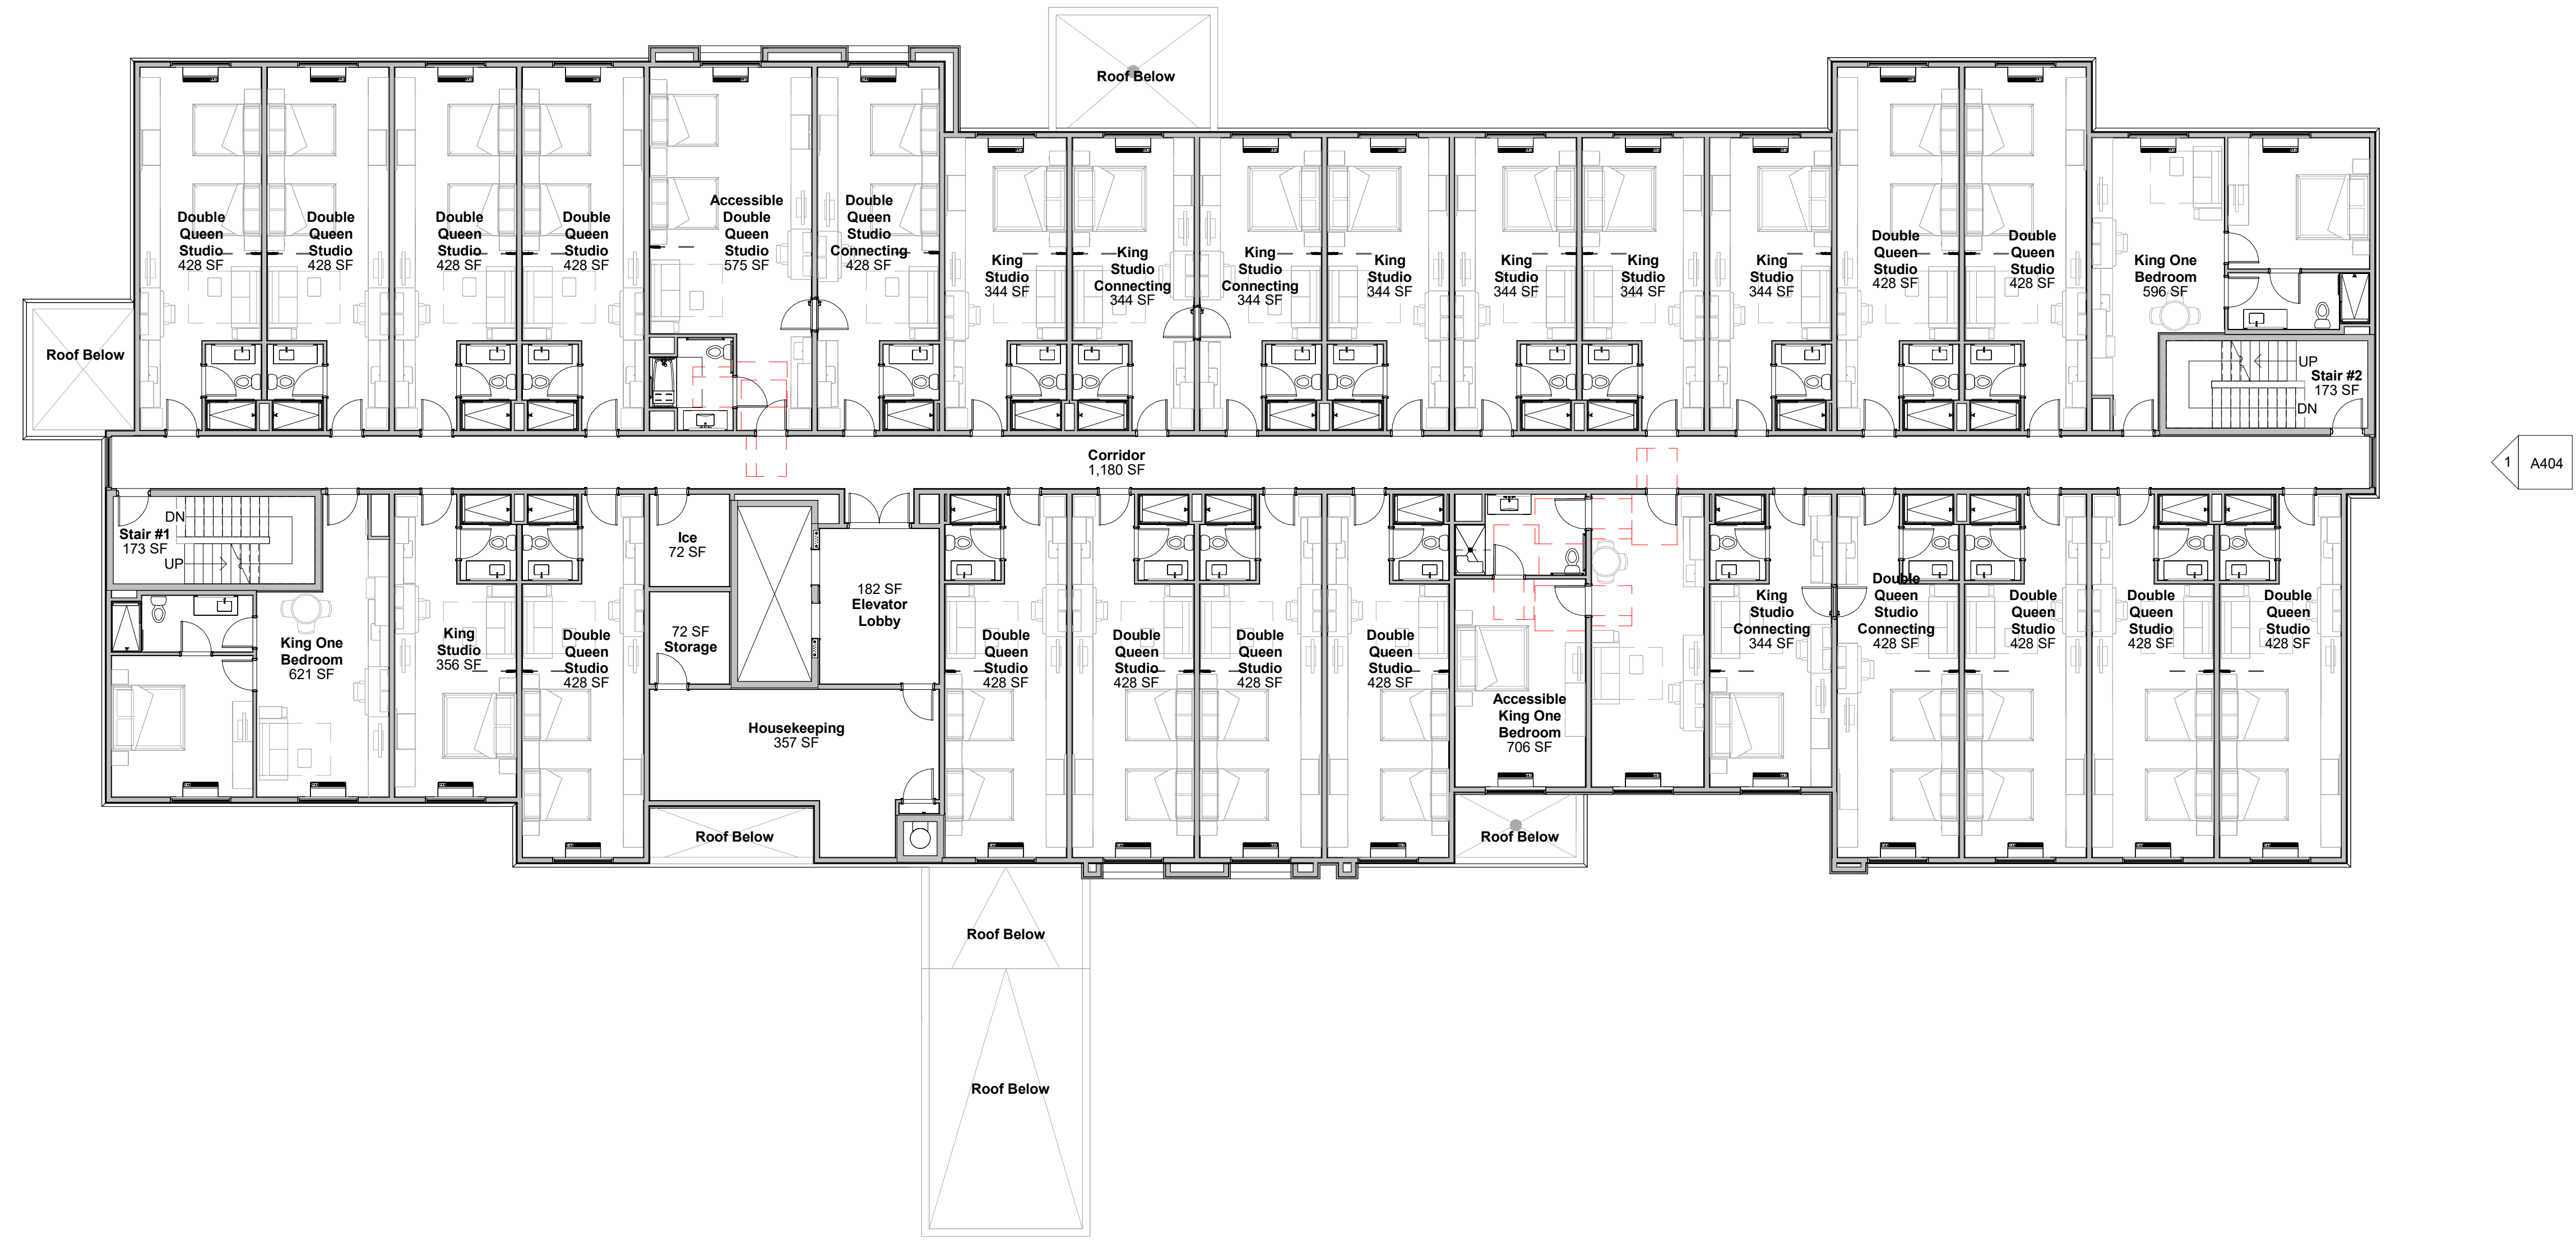 Roof Below
Double
Queen
Studio
428 SF
Double
Queen
Studio
428 SF
Double
Queen
Studio
428 SF
Double
Queen
Studio
428 SF
Accessible
Double
Queen
Studio
575 SF
Double
Queen
Studio
Connecting
428 SF
King
Studio
344 SF
King
Studio
Connecting
344 SF
King
Studio
Connecting
344 SF
King
Studio
344 SF
King
Studio
344 SF
King
Studio
344 SF
King
Studio
344 SF
Double
Queen
Studio
428 SF
Double
Queen
Studio
428 SF
King One
Bedroom
596 SF
Roof Below
UP
Stair #2
173 SF
DN
Corridor
1,180 SF
1
A404
DN
Stair #1
173 SF
UP
King One
Bedroom
621 SF
King
Studio
356 SF
Double
Queen
Studio
428 SF
Ice
72 SF
72 SF
Storage
182 SF
Elevator
Lobby
Housekeeping
357 SF
Double
Queen
Studio
428 SF
Double
Queen
Studio
428 SF
Double
Queen
Studio
428 SF
Double
Queen
Studio
428 SF
Accessible
King One
Bedroom
706 SF
King
Studio
Connecting
344 SF
Double
Queen
Studio
Connecting
428 SF
Double
Queen
Studio
428 SF
Double
Queen
Studio
428 SF
Double
Queen
Studio
428 SF
Roof Below
Roof Below
Roof Below
Roof Below